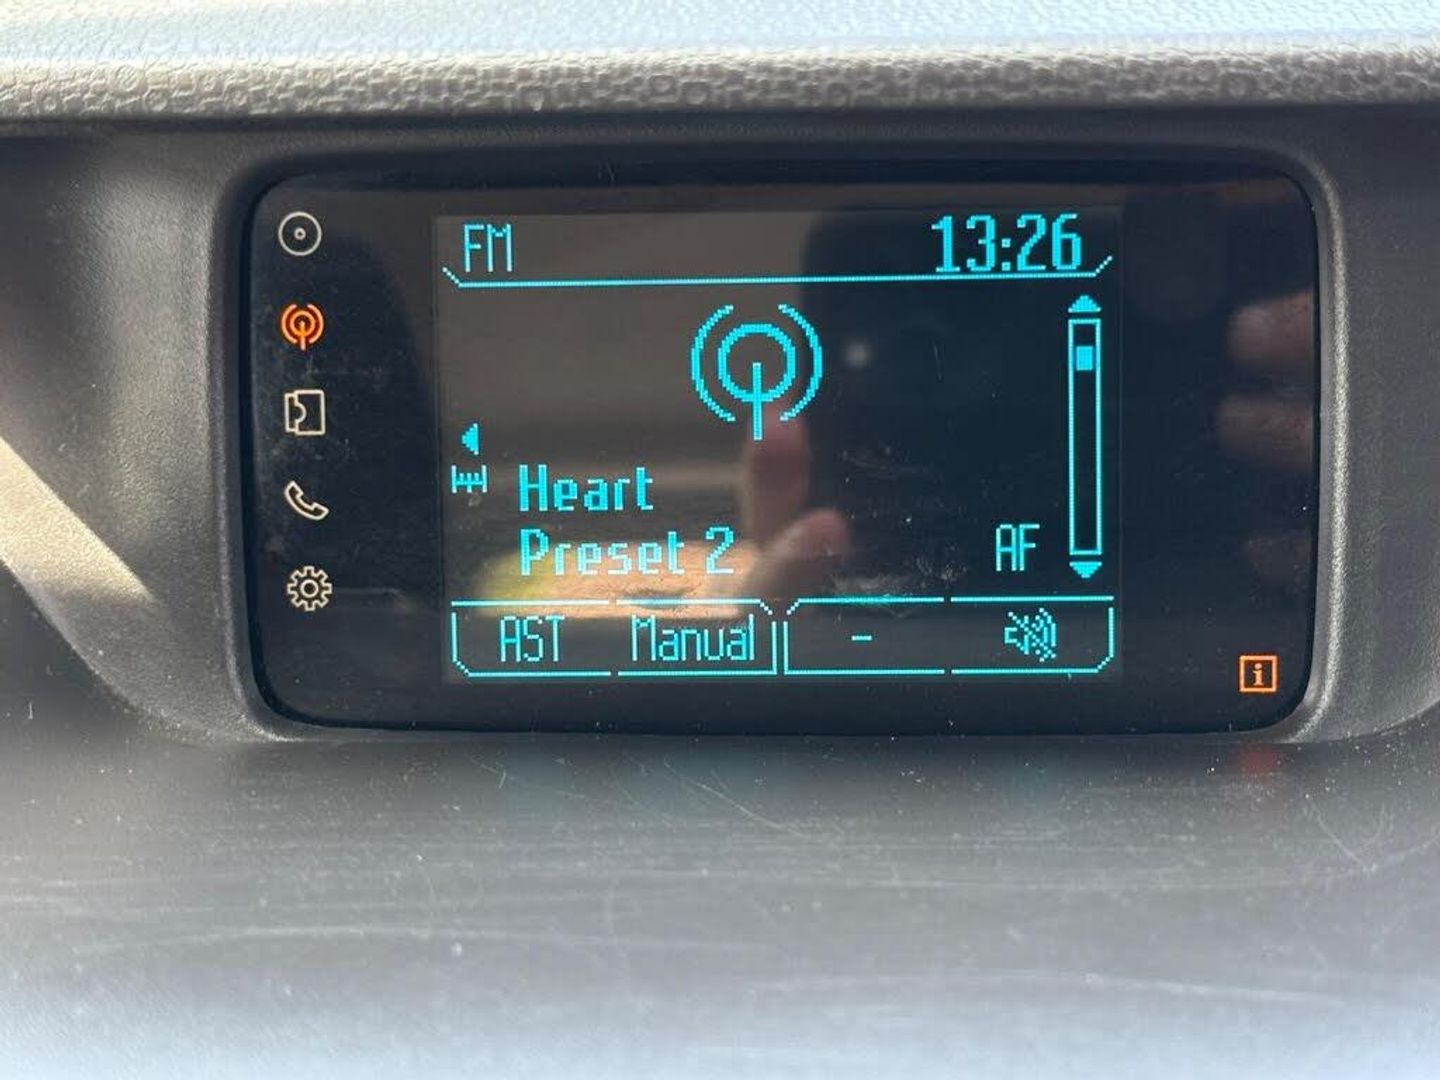 FM 13:26
Heart
Preset 2 AF
AST Manual -
i